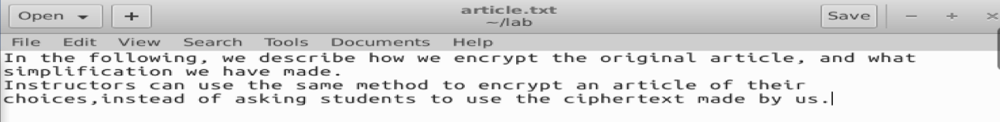 Open
+
article.txt
~/lab
Save
− + ×
File Edit View Search Tools Documents Help
In the following, we describe how we encrypt the original article, and what
simplification we have made.
Instructors can use the same method to encrypt an article of their
choices,instead of asking students to use the ciphertext made by us.